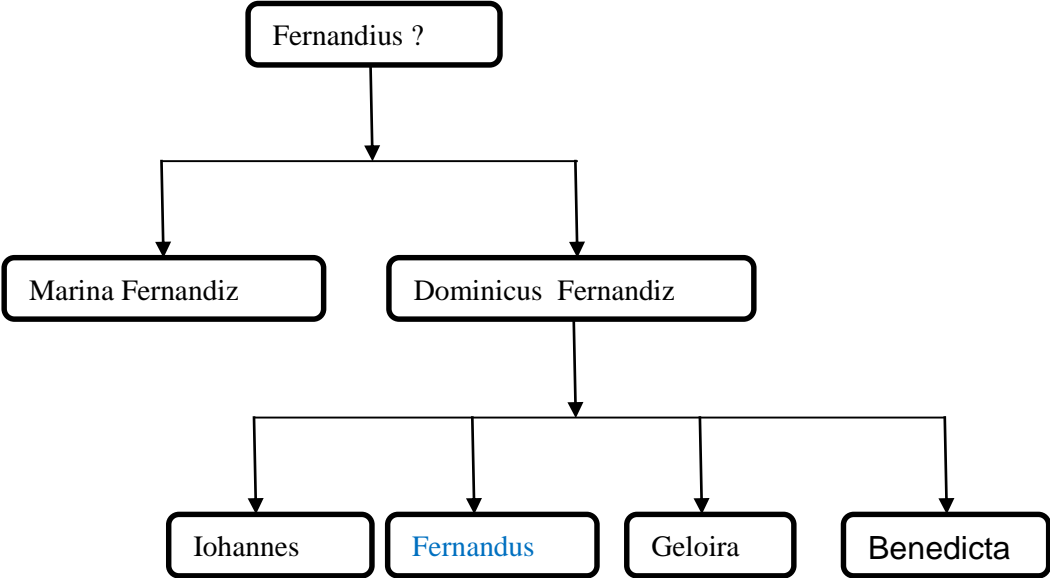 Fernandius ?
Marina Fernandiz
Dominicus Fernandiz
Iohannes
Fernandus
Geloira
Benedicta